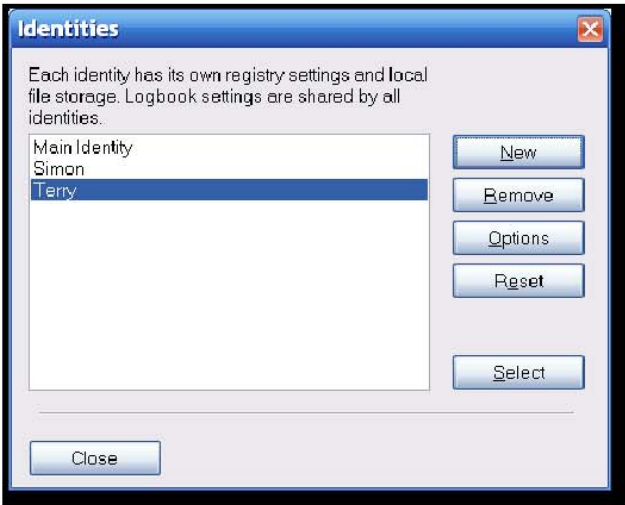 Identities
Each identity has its own registry settings and local
file storage. Logbook settings are shared by all
identities.
Main Identity
Simon
Terry
New
Remove
Options
Reset
Select
Close